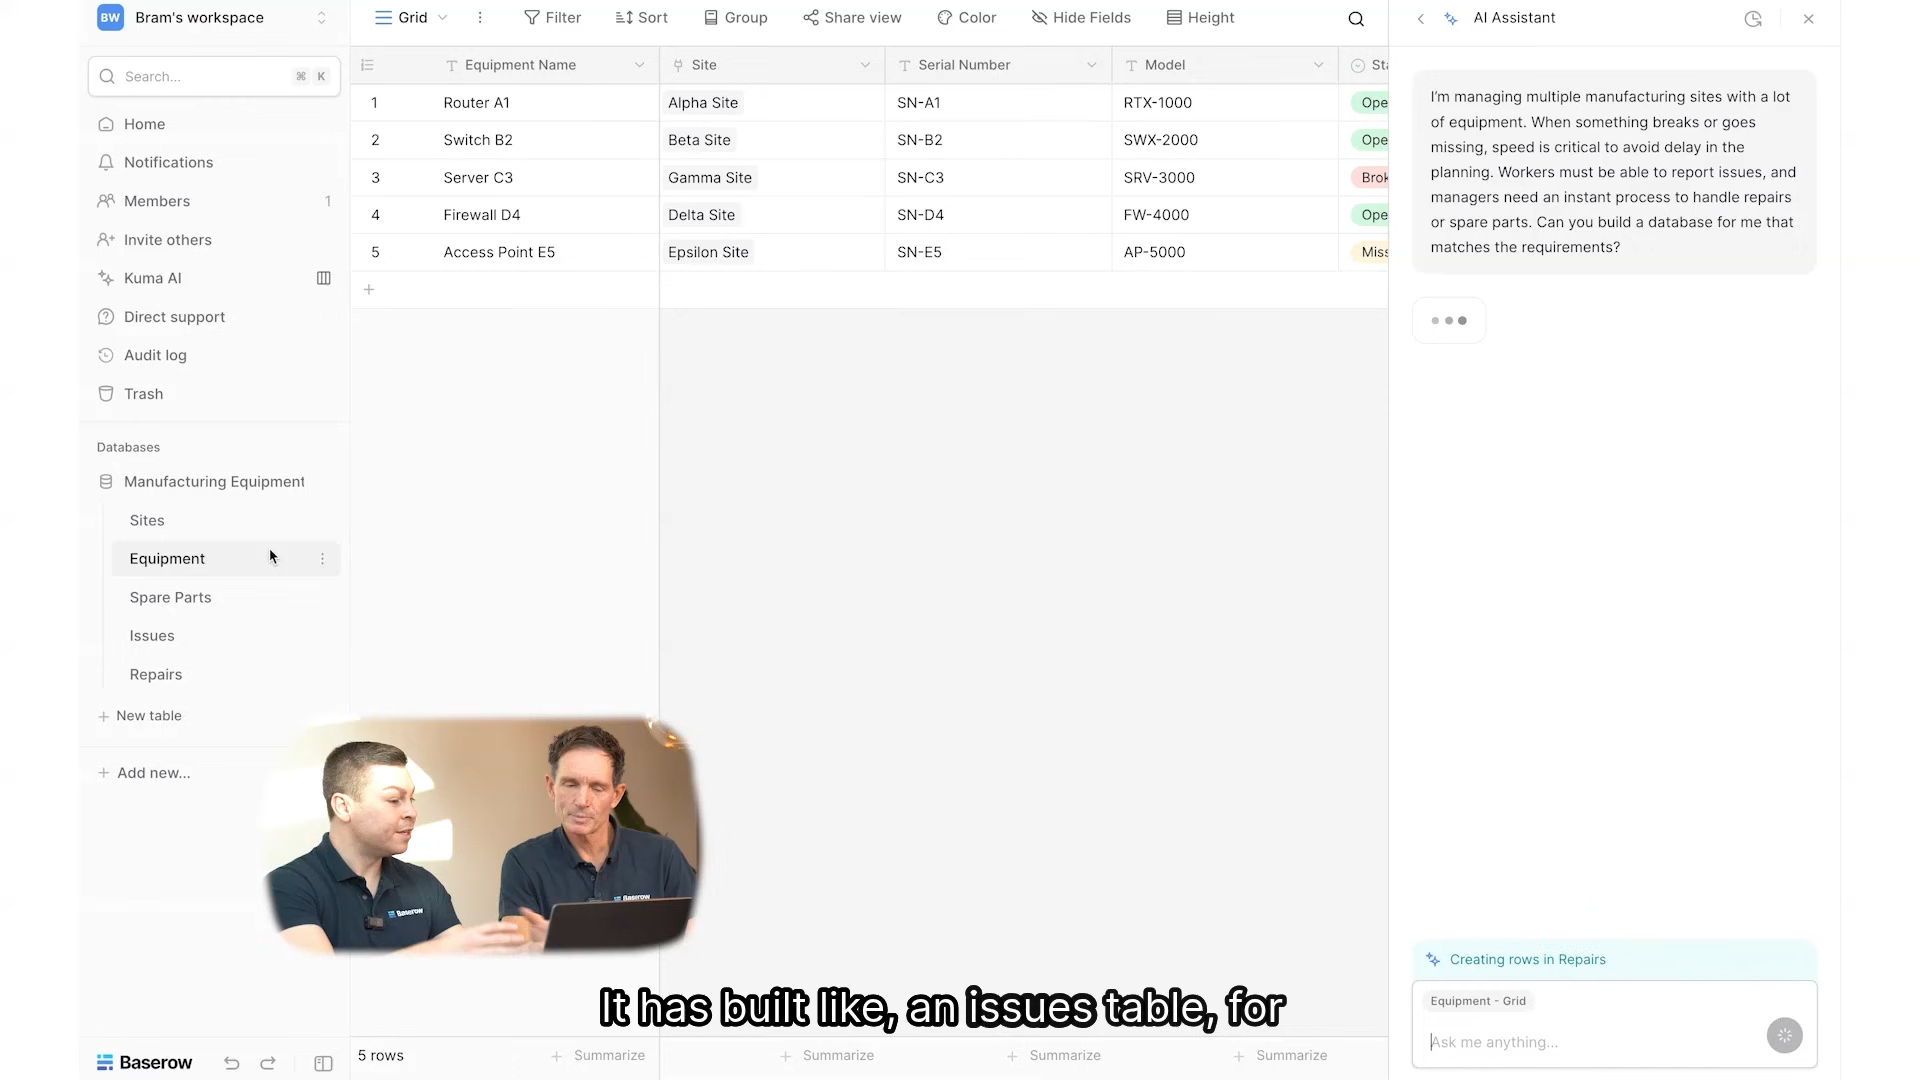 BW Bram's workspace
Search... ⌘ K
Home
Notifications
Members 1
Invite others
Kuma AI
Direct support
Audit log
Trash
Databases
Manufacturing Equipment
Sites
Equipment
Spare Parts
Issues
Repairs
+ New table
+ Add new...
Baserow
Grid Filter Sort Group Share view Color Hide Fields Height
Equipment Name Site Serial Number Model Sta
1 Router A1 Alpha Site SN-A1 RTX-1000 Ope
2 Switch B2 Beta Site SN-B2 SWX-2000 Ope
3 Server C3 Gamma Site SN-C3 SRV-3000 Brok
4 Firewall D4 Delta Site SN-D4 FW-4000 Ope
5 Access Point E5 Epsilon Site SN-E5 AP-5000 Miss
+
Baserow
Baserow
It has built like, an issues table, for
5 rows + Summarize + Summarize + Summarize + Summarize
AI Assistant
I'm managing multiple manufacturing sites with a lot
of equipment. When something breaks or goes
missing, speed is critical to avoid delay in the
planning. Workers must be able to report issues, and
managers need an instant process to handle repairs
or spare parts. Can you build a database for me that
matches the requirements?
Creating rows in Repairs
Equipment - Grid
Ask me anything...